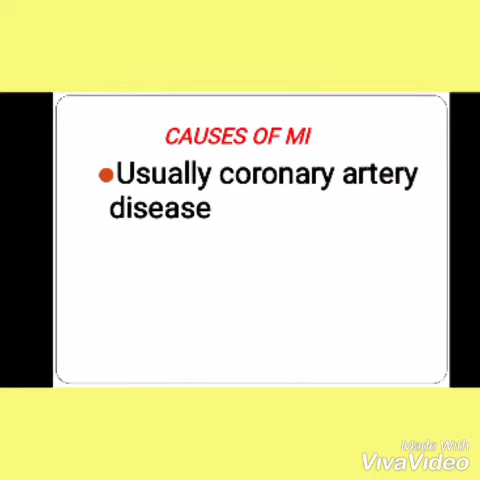 CAUSES OF MI
●Usually coronary artery
disease
Made With
VivaVideo